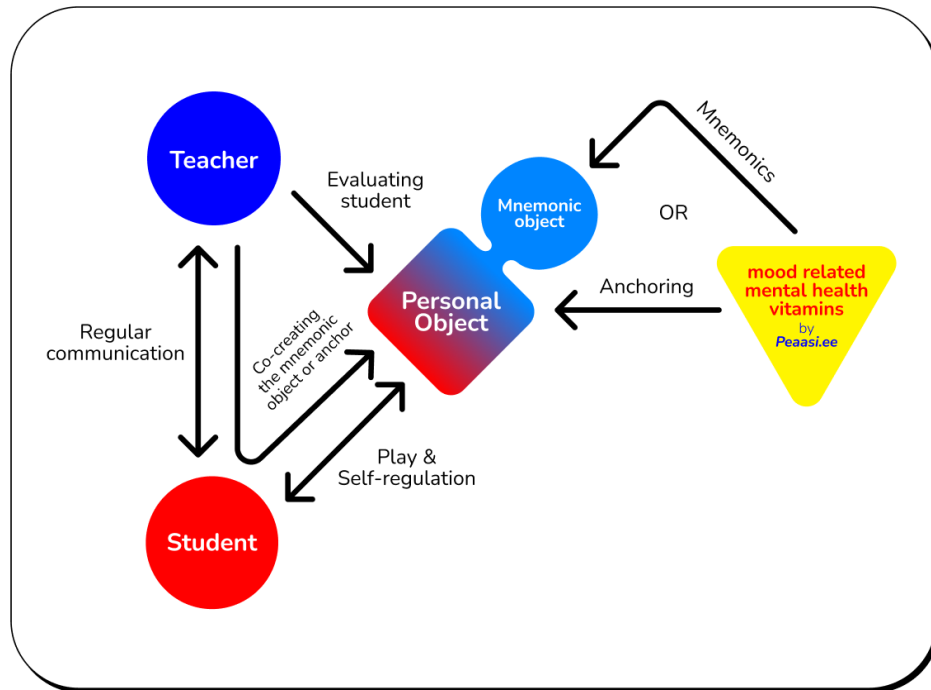 Teacher
Evaluating
student
Mnemonics
Mnemonic
object
OR
Personal
Object
Anchoring
mood related
mental health
vitamins
by
Peaasi.ee
Regular
communication
Co-creating
the mnemonic
object or anchor
Play &
Self-regulation
Student